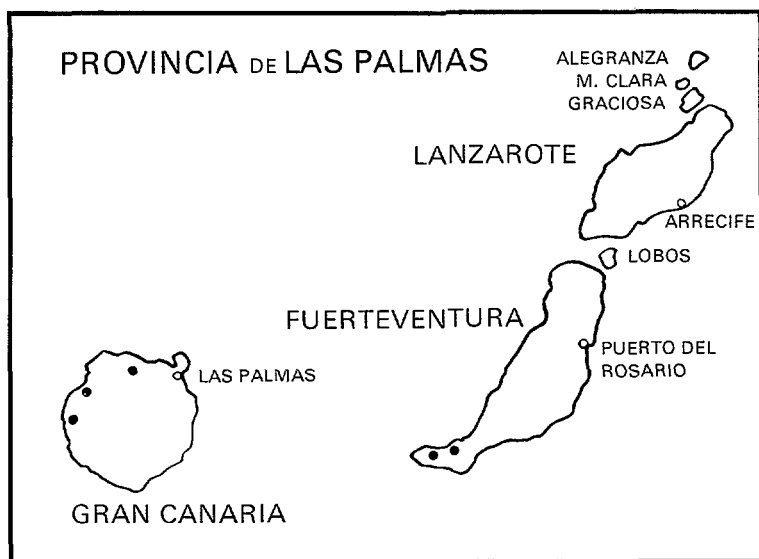 PROVINCIA DE LAS PALMAS
ALEGRANZA
M. CLARA
GRACIOSA
LANZAROTE
ARRECIFE
LOBOS
FUERTEVENTURA
PUERTO DEL
ROSARIO
LAS PALMAS
GRAN CANARIA